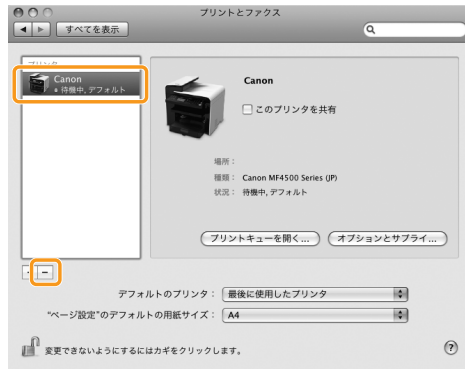 プリントとファクス
すべてを表示
プリンタ
Canon
待機中, デフォルト
Canon
このプリンタを共有
場所：
種類： Canon MF4500 Series (JP)
状況： 待機中, デフォルト
プリントキューを開く...
オプションとサプライ...
+ −
デフォルトのプリンタ： 最後に使用したプリンタ
“ページ設定”のデフォルトの用紙サイズ： A4
変更できないようにするにはカギをクリックします。
?